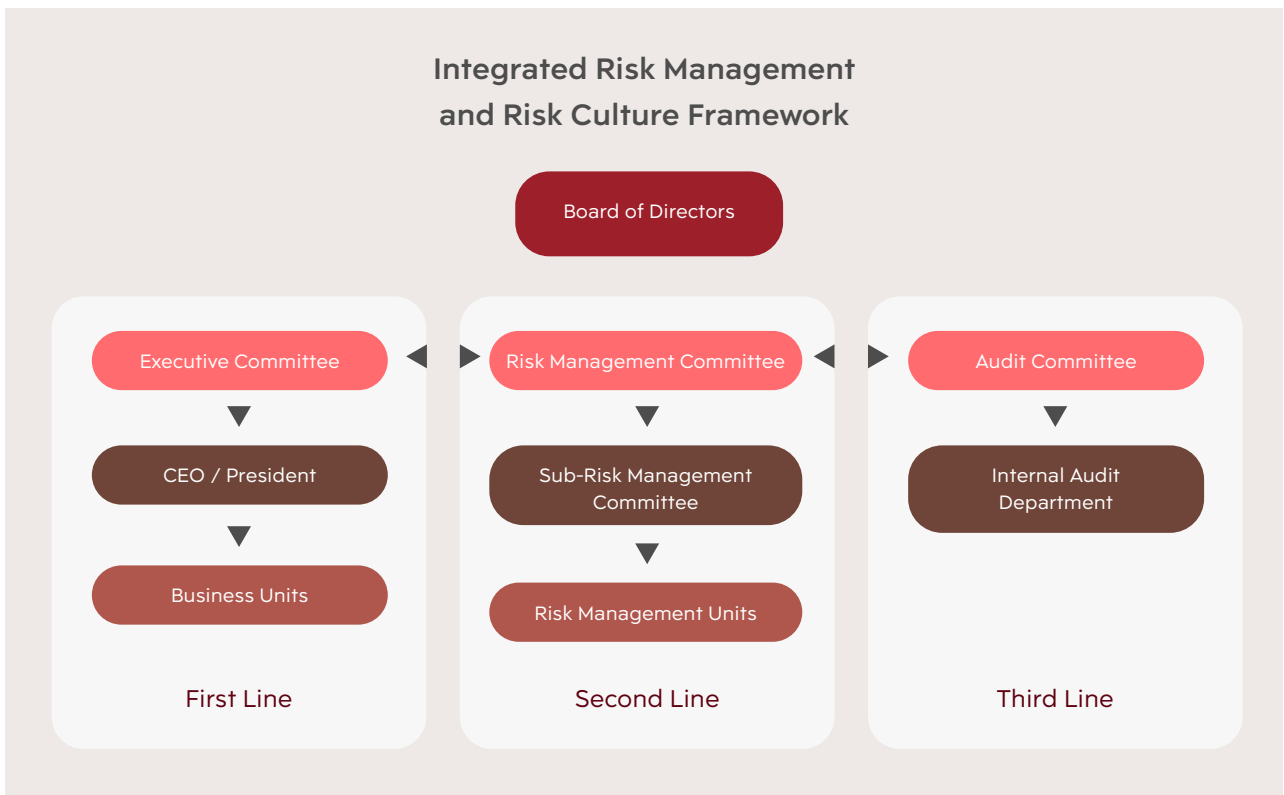 Integrated Risk Management
and Risk Culture Framework
Board of Directors
Executive Committee
CEO / President
Business Units
First Line
Risk Management Committee
Sub-Risk Management
Committee
Risk Management Units
Second Line
Audit Committee
Internal Audit
Department
Third Line